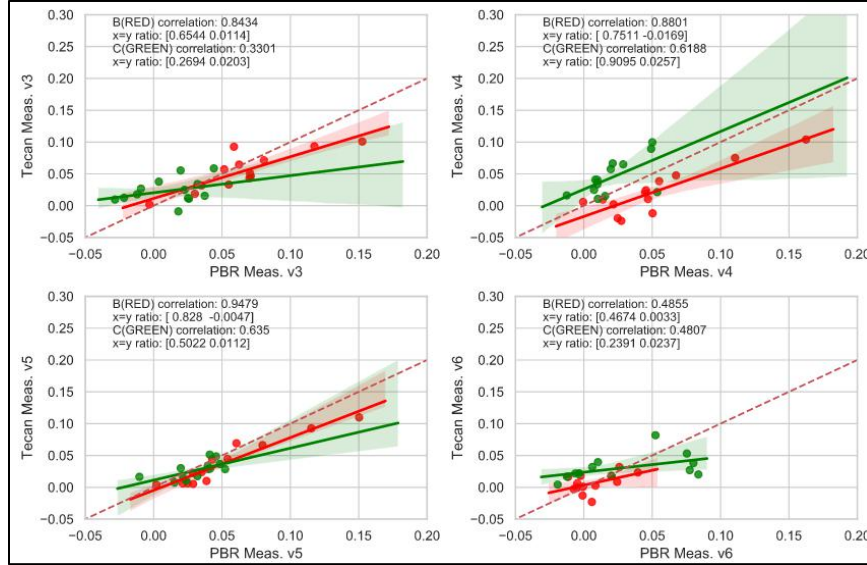 B(RED) correlation: 0.8434
x=y ratio: [0.6544 0.0114]
C(GREEN) correlation: 0.3301
x=y ratio: [0.2694 0.0203]
0.30
0.25
0.20
0.15
0.10
0.05
0.00
−0.05
Tecan Meas. v3
−0.05 0.00 0.05 0.10 0.15 0.20
PBR Meas. v3
B(RED) correlation: 0.8801
x=y ratio: [ 0.7511 -0.0169]
C(GREEN) correlation: 0.6188
x=y ratio: [0.9095 0.0257]
0.30
0.25
0.20
0.15
0.10
0.05
0.00
−0.05
Tecan Meas. v4
−0.05 0.00 0.05 0.10 0.15 0.20
PBR Meas. v4
B(RED) correlation: 0.9479
x=y ratio: [ 0.828 -0.0047]
C(GREEN) correlation: 0.635
x=y ratio: [0.5022 0.0112]
0.30
0.25
0.20
0.15
0.10
0.05
0.00
−0.05
Tecan Meas. v5
−0.05 0.00 0.05 0.10 0.15 0.20
PBR Meas. v5
B(RED) correlation: 0.4855
x=y ratio: [0.4674 0.0033]
C(GREEN) correlation: 0.4807
x=y ratio: [0.2391 0.0237]
0.30
0.25
0.20
0.15
0.10
0.05
0.00
−0.05
Tecan Meas. v6
−0.05 0.00 0.05 0.10 0.15 0.20
PBR Meas. v6